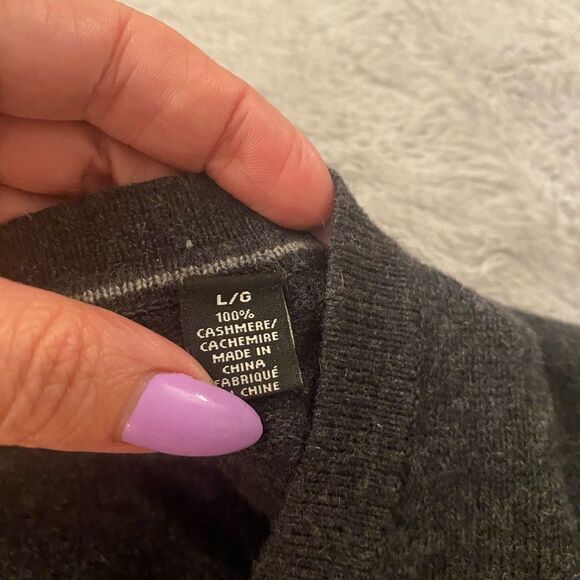 L/G
100%
CASHMERE/
CACHEMIRE
MADE IN
CHINA
FABRIQUÉ
CHINE